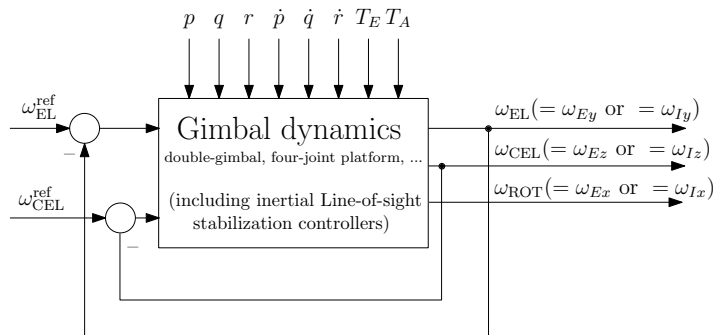 p q r ṗ q̇ ṙ T_E T_A
ω_EL^ref
ω_EL(= ω_Ey or = ω_Iy)
Gimbal dynamics
−
double-gimbal, four-joint platform, ...
ω_CEL(= ω_Ez or = ω_Iz)
ω_CEL^ref
(including inertial Line-of-sight
ω_ROT(= ω_Ex or = ω_Ix)
stabilization controllers)
−